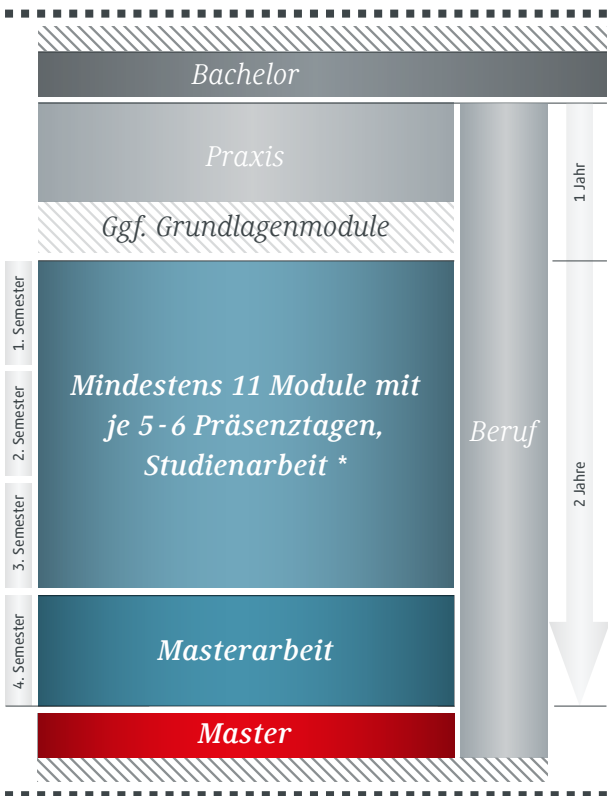 Bachelor
Praxis
1 Jahr
Ggf. Grundlagenmodule
1. Semester
2. Semester
3. Semester
Mindestens 11 Module mit
je 5 - 6 Präsenztagen,
Studienarbeit *
Beruf
2 Jahre
4. Semester
Masterarbeit
Master